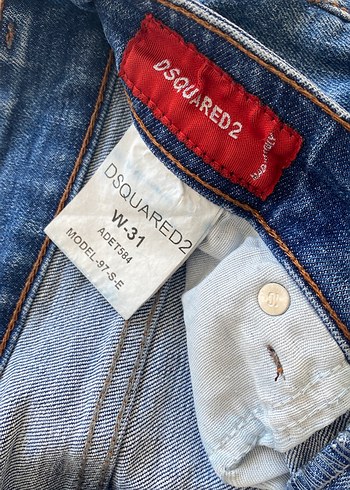 DSQUARED2
MADE IN ITALY
DSQUARED2
W-31
ADET584
MODEL-97-S-E